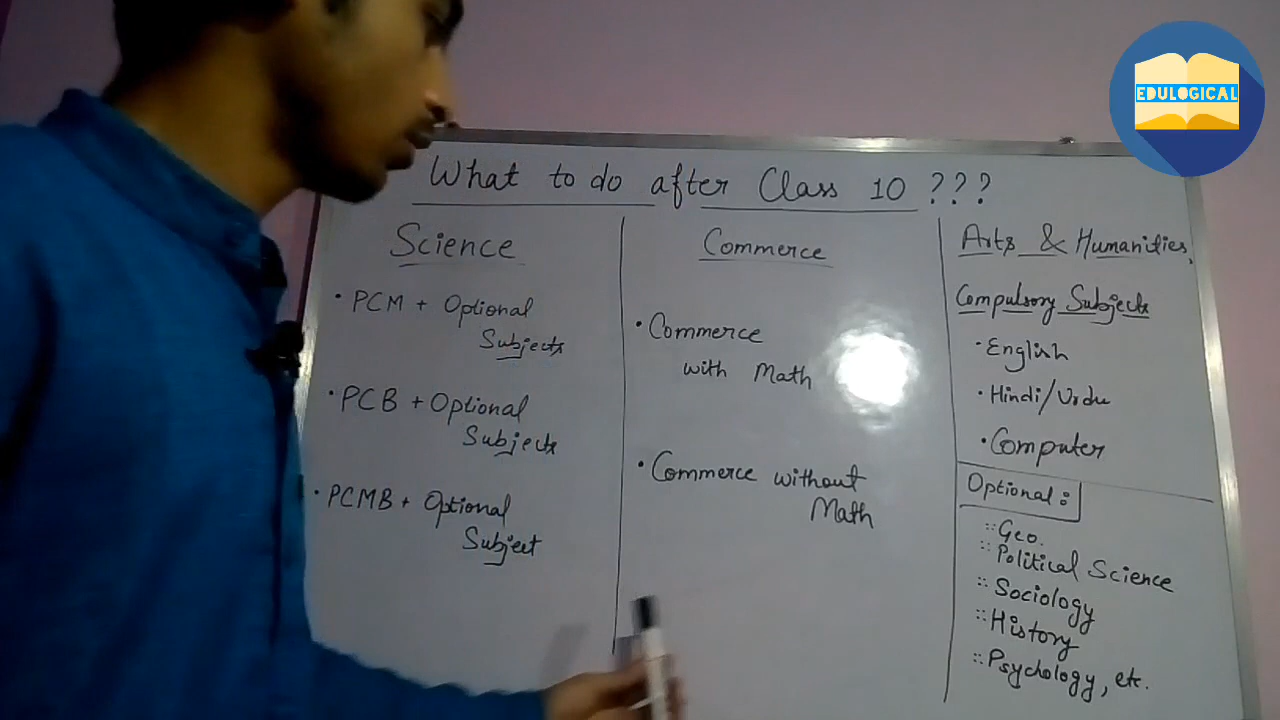 EDULOGICAL
What to do after Class 10 ???
Science
• PCM + Optional
Subjects
• PCB + Optional
Subjects
• PCMB + Optional
Subject
Commerce
• Commerce
with Math
• Commerce without
Math
Arts & Humanities
Compulsory Subjects
• English
• Hindi/Urdu
• Computer
Optional :
:: Geo.
:: Political Science
:: Sociology
:: History
:: Psychology, etc.